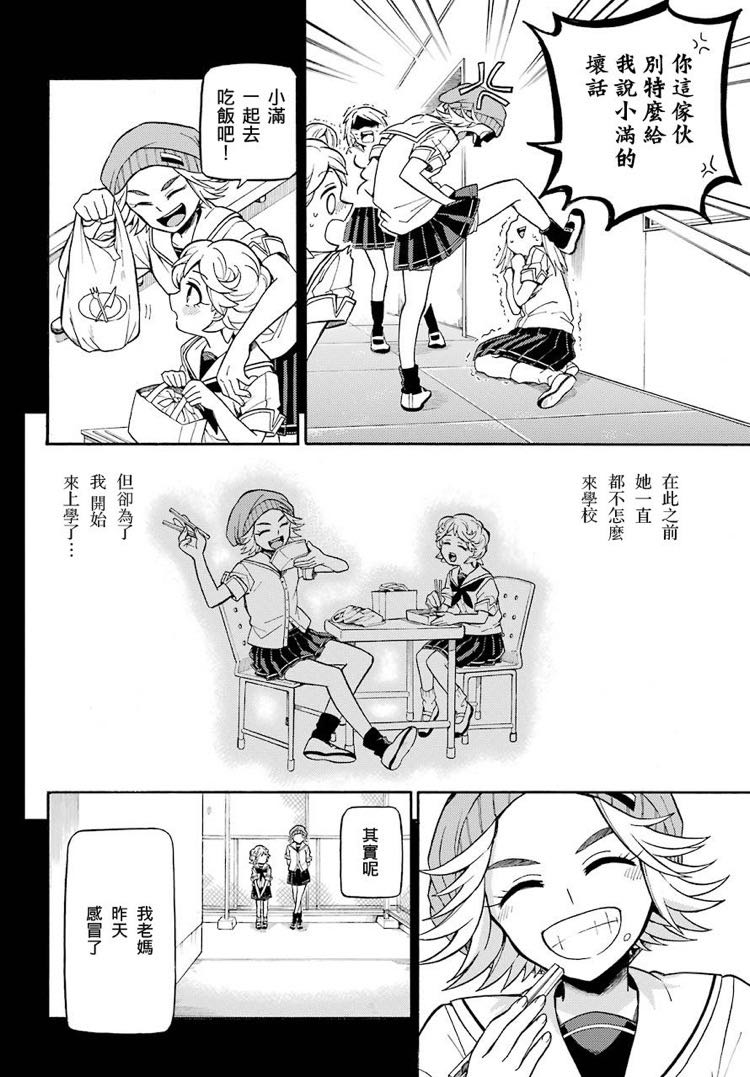 你這傢伙
別特麼給
我說小滿的
壞話
小滿
一起去
吃飯吧！
在此之前
她一直
都不怎麼
來學校
但卻為了
我開始
來上學了…
其實呢
我老媽
昨天
感冒了